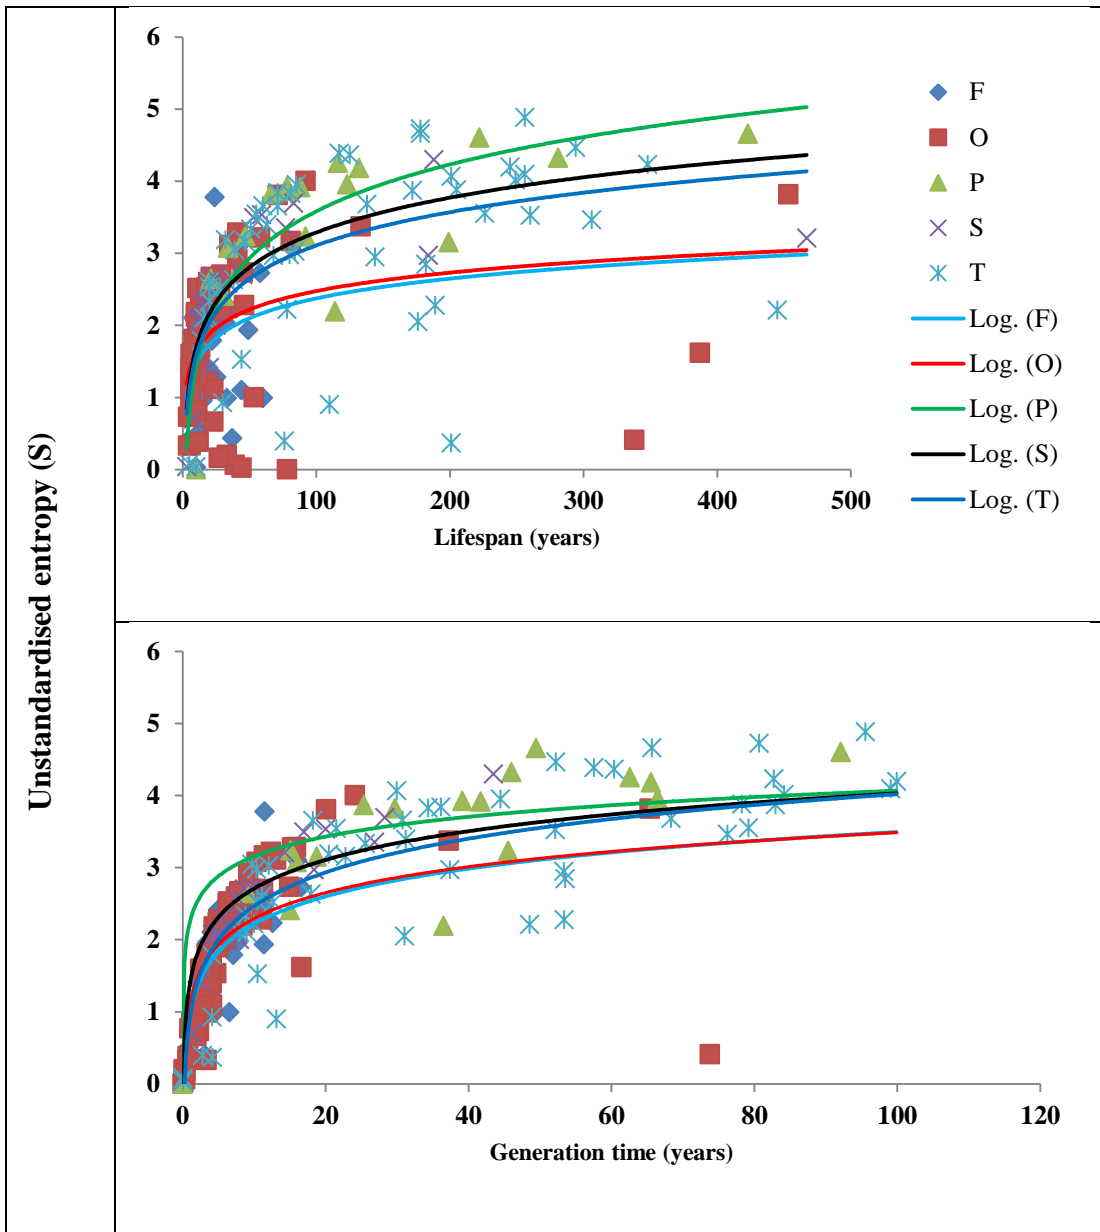 Unstandardised entropy (S)
6
5
4
3
2
1
0
0 100 200 300 400 500
Lifespan (years)
F
O
P
S
T
Log. (F)
Log. (O)
Log. (P)
Log. (S)
Log. (T)
6
5
4
3
2
1
0
0 20 40 60 80 100 120
Generation time (years)